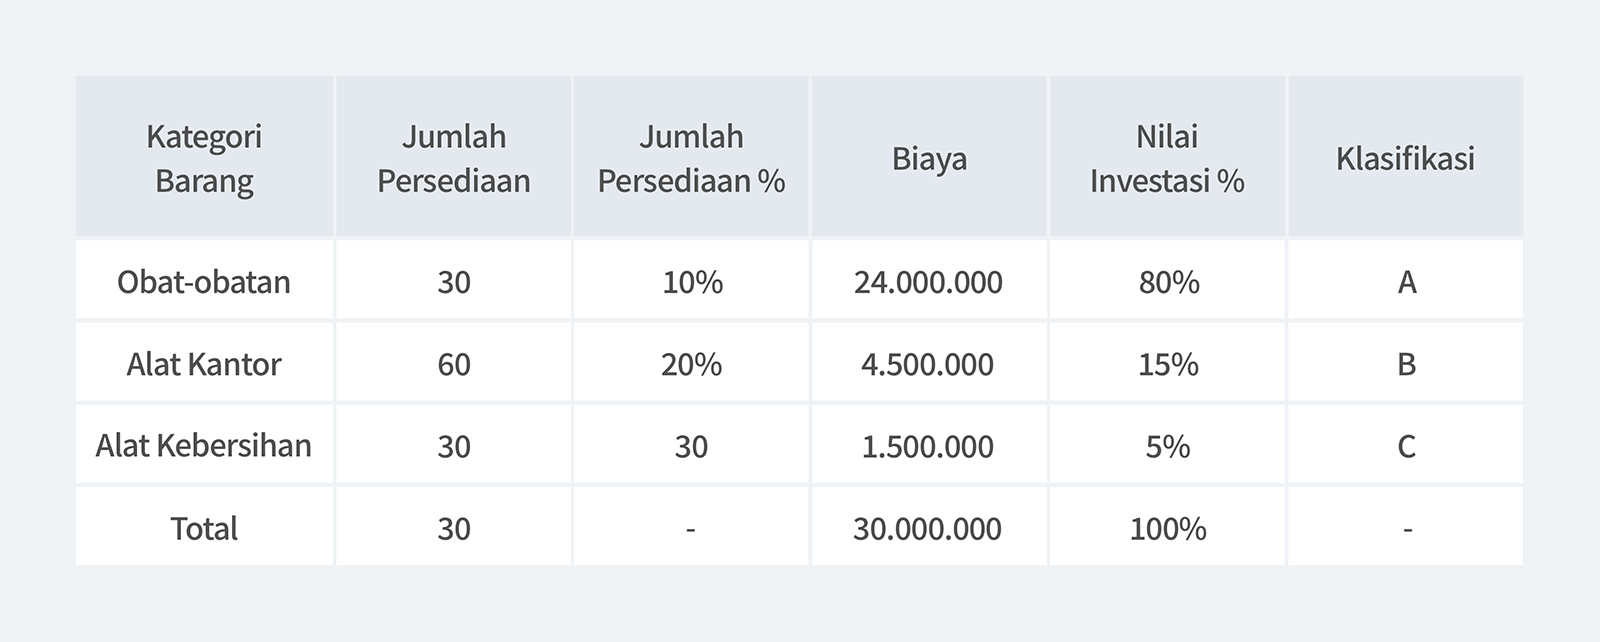 Kategori Barang | Jumlah Persediaan | Jumlah Persediaan % | Biaya | Nilai Investasi % | Klasifikasi
Obat-obatan | 30 | 10% | 24.000.000 | 80% | A
Alat Kantor | 60 | 20% | 4.500.000 | 15% | B
Alat Kebersihan | 30 | 30 | 1.500.000 | 5% | C
Total | 30 | - | 30.000.000 | 100% | -